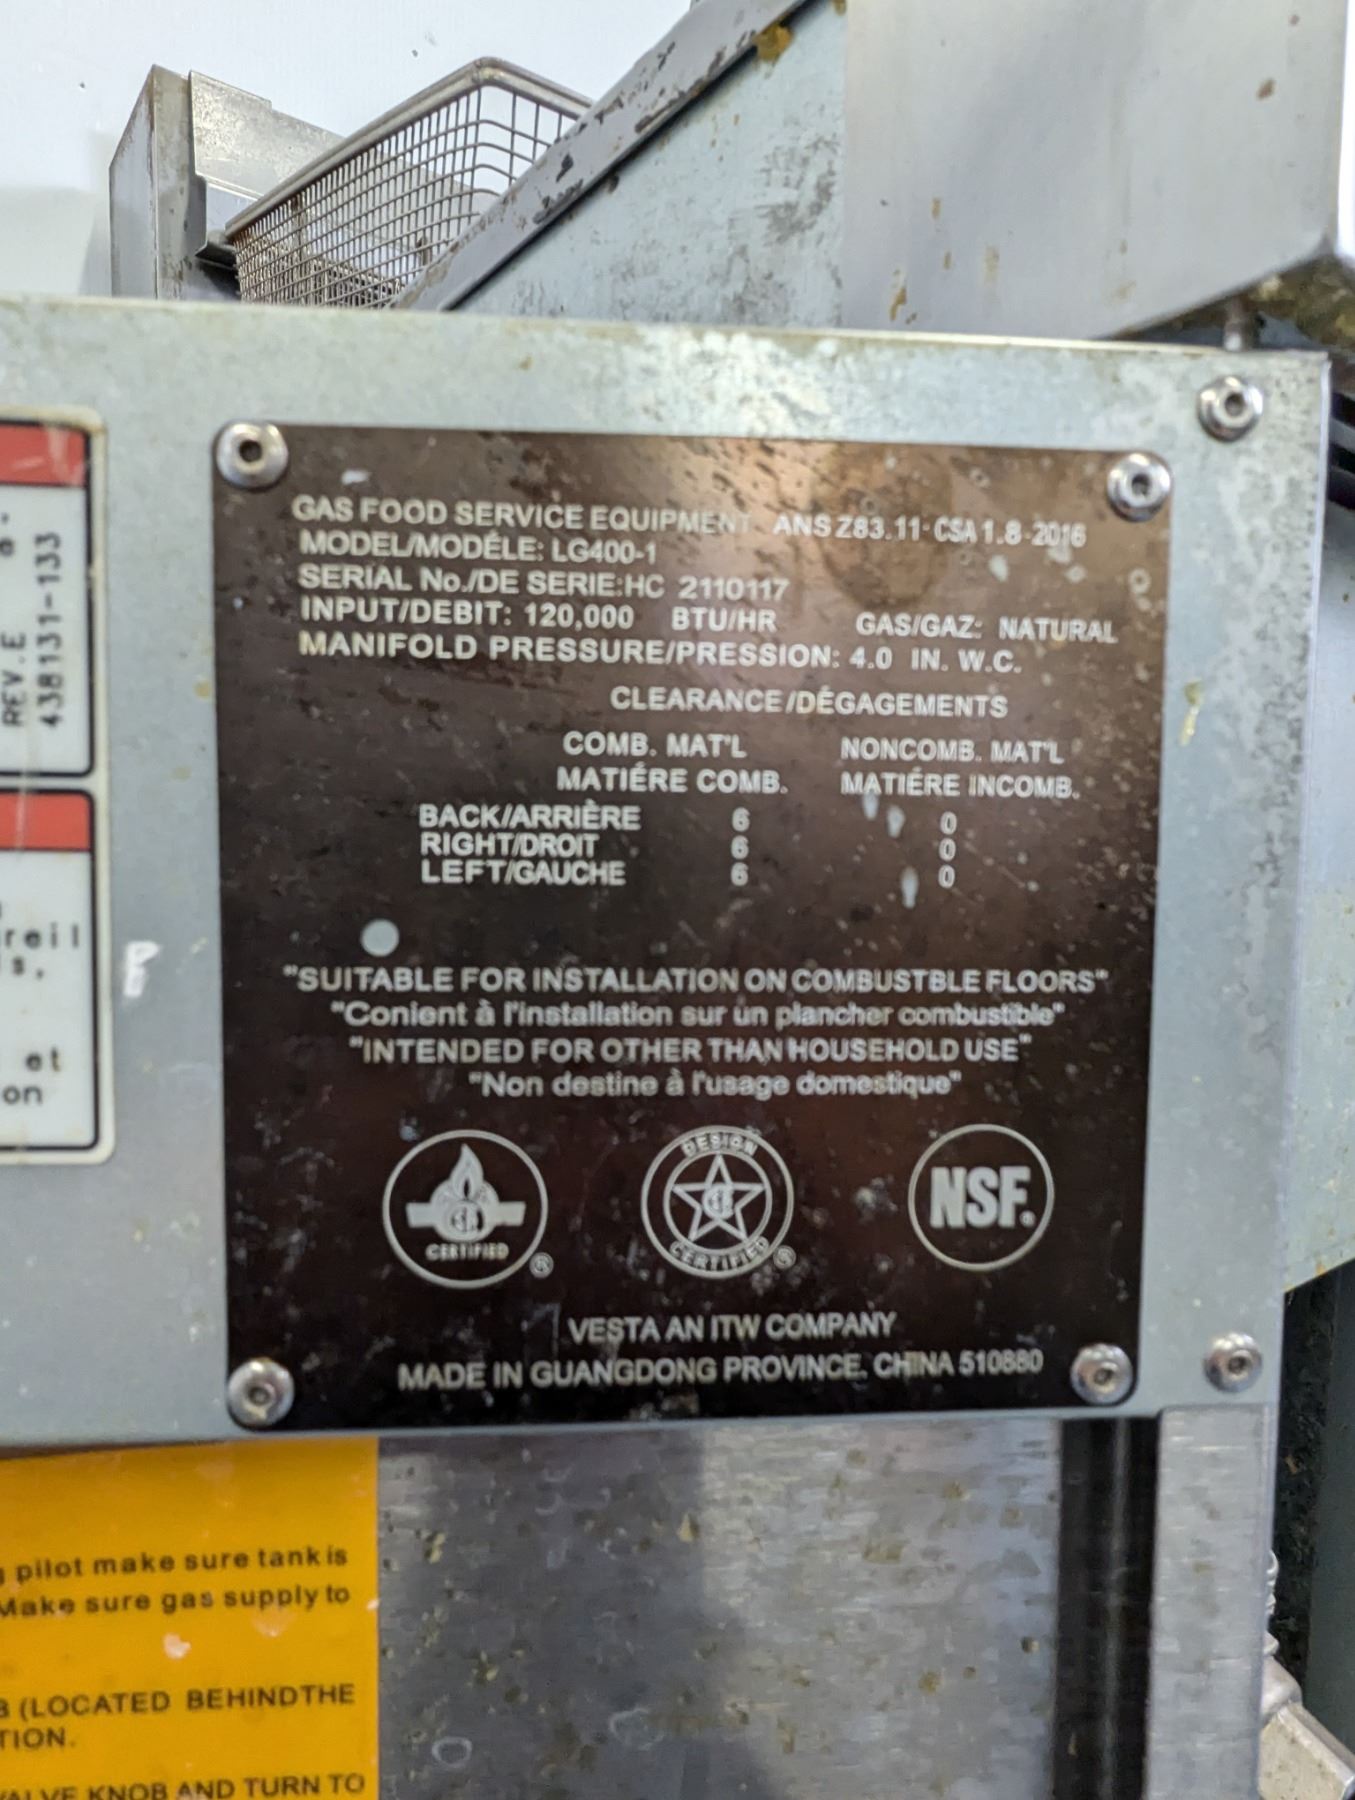 REV.E
438131-133
reil
s.
et
on
GAS FOOD SERVICE EQUIPMENT ANS Z83.11-CSA 1.8-2016
MODEL/MODÉLE: LG400-1
SERIAL No./DE SERIE:HC 2110117
INPUT/DEBIT: 120,000 BTU/HR GAS/GAZ: NATURAL
MANIFOLD PRESSURE/PRESSION: 4.0 IN. W.C.
CLEARANCE/DÉGAGEMENTS
COMB. MAT'L NONCOMB. MAT'L
MATIÉRE COMB. MATIÉRE INCOMB.
BACK/ARRIÈRE 6 0
RIGHT/DROIT 6 0
LEFT/GAUCHE 6 0
"SUITABLE FOR INSTALLATION ON COMBUSTBLE FLOORS"
"Conient à l'installation sur un plancher combustible"
"INTENDED FOR OTHER THAN HOUSEHOLD USE"
"Non destine à l'usage domestique"
CERTIFIED ®
DESIGN CERTIFIED ®
NSF.
VESTA AN ITW COMPANY
MADE IN GUANGDONG PROVINCE, CHINA 510880
pilot make sure tank is
Make sure gas supply to
(LOCATED BEHINDTHE
TION.
VALVE KNOB AND TURN TO